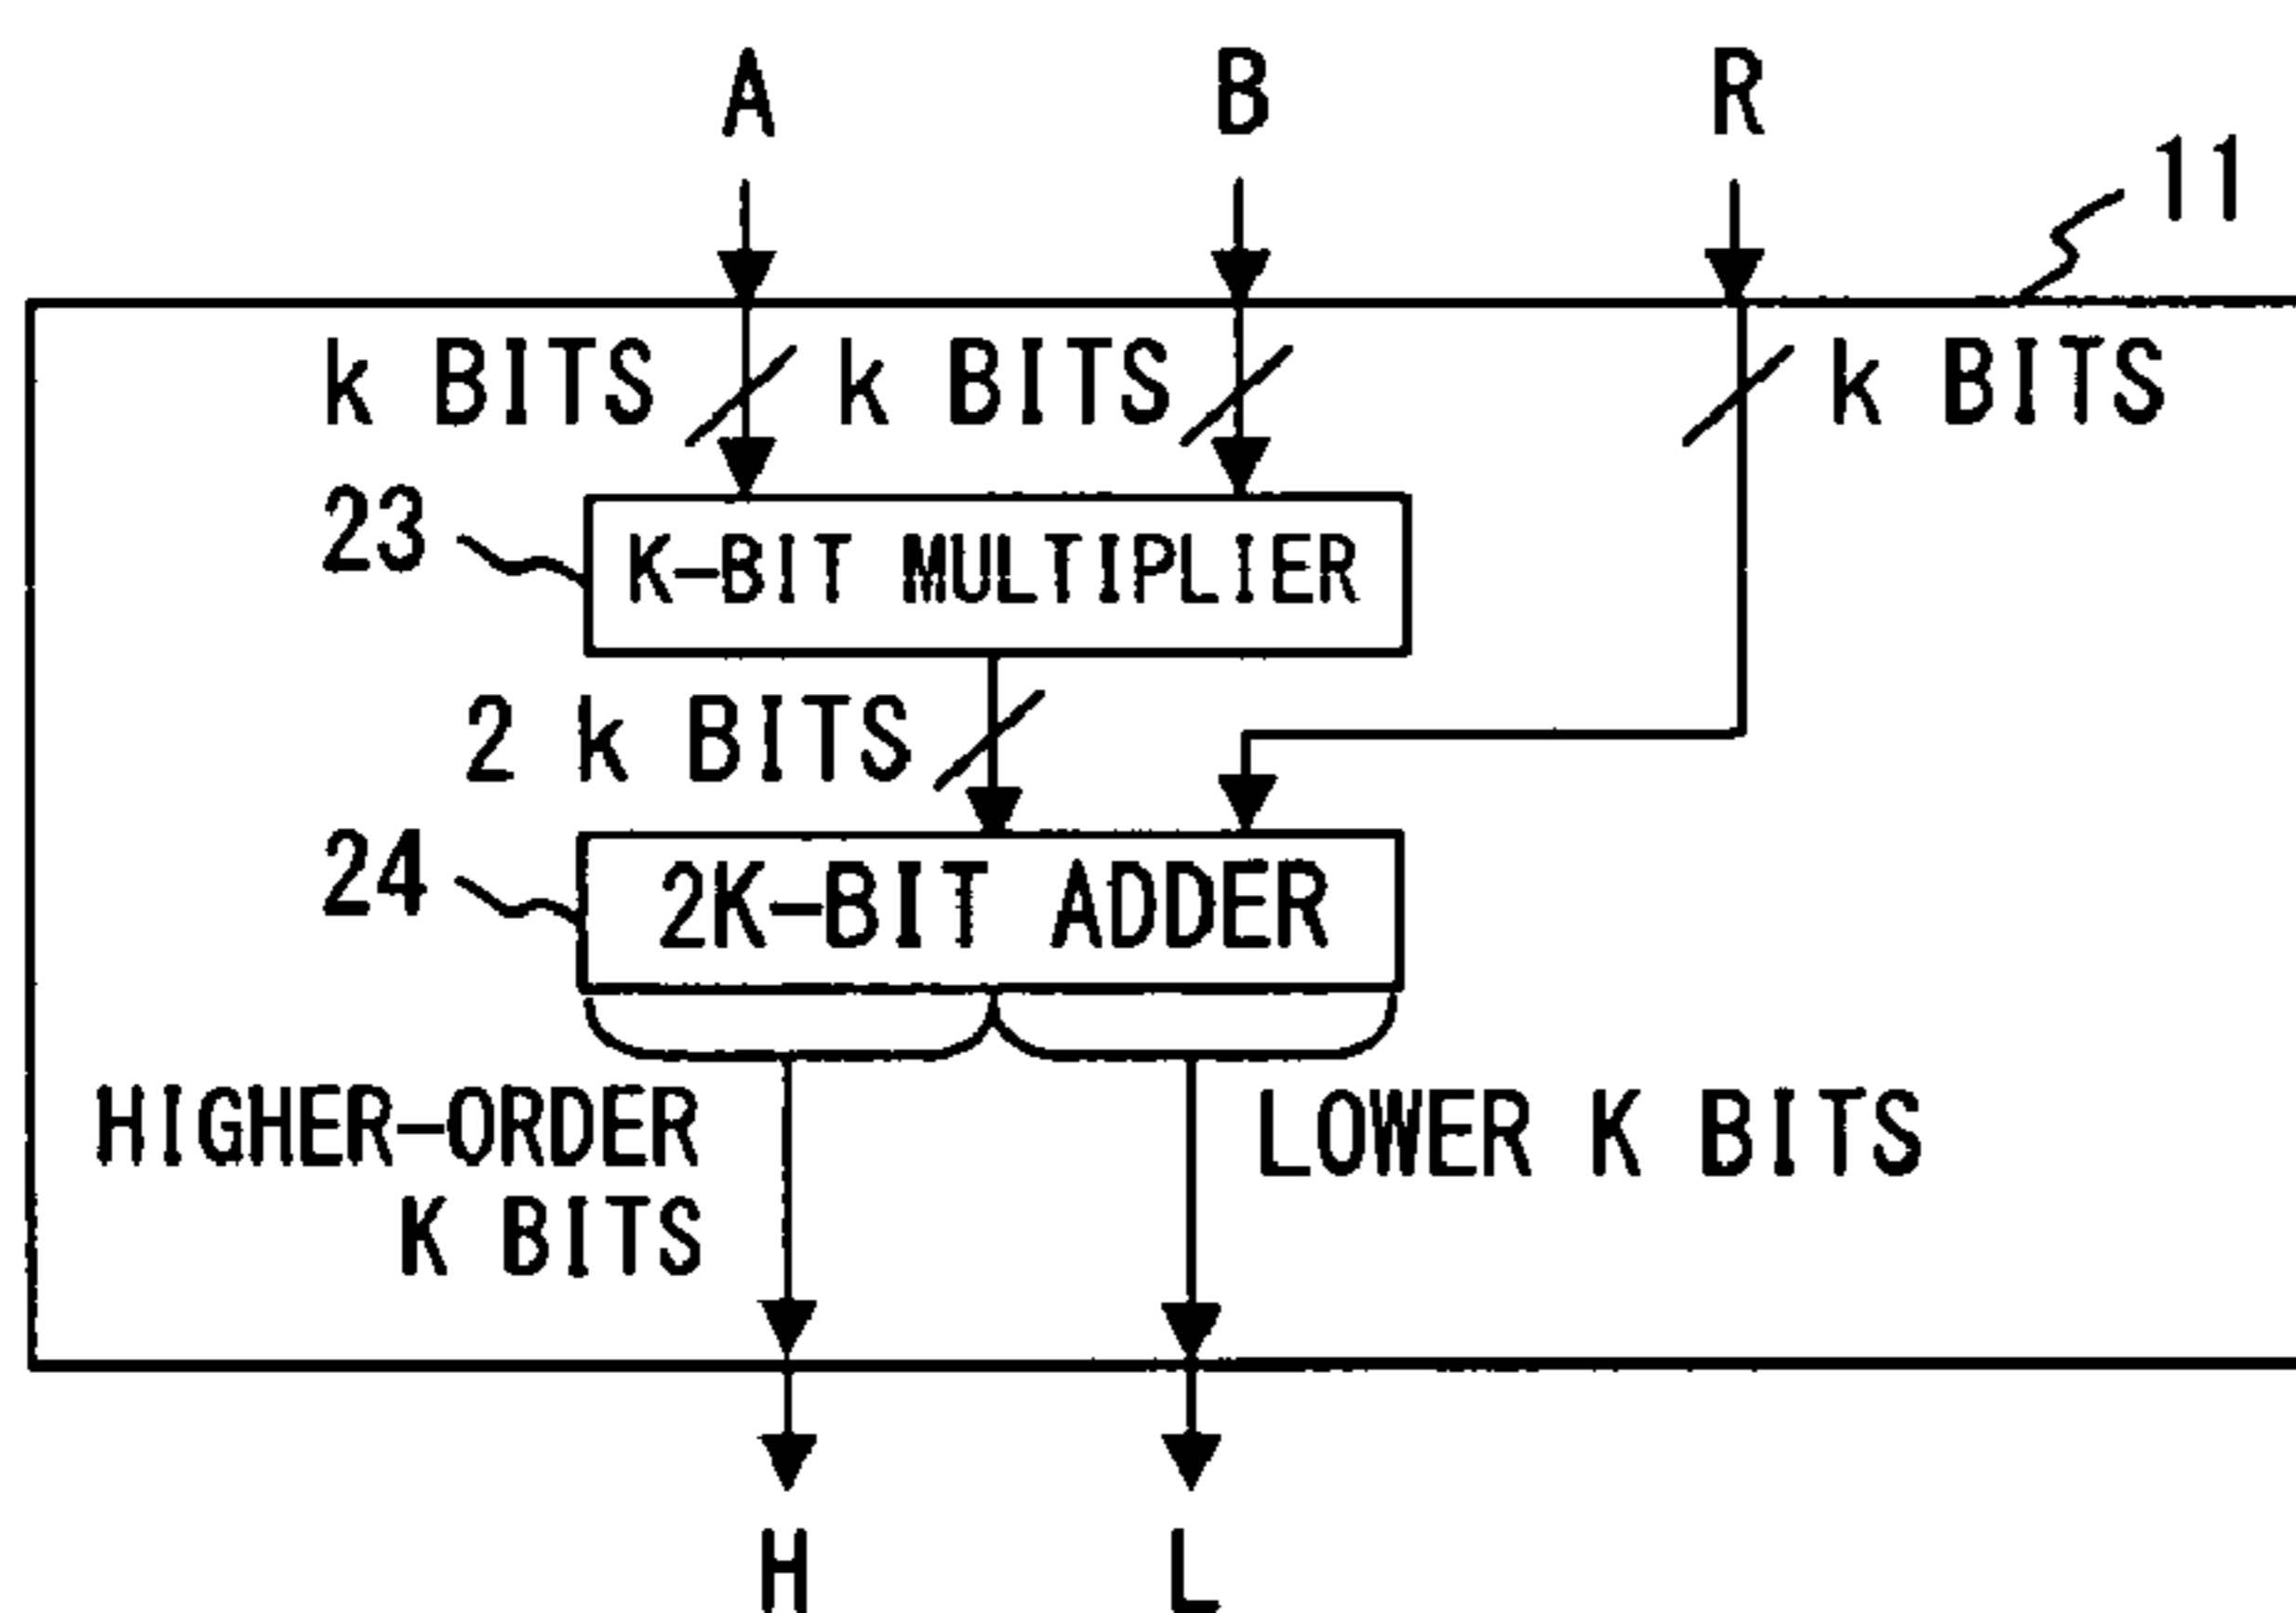 A B R
11
k BITS k BITS k BITS
23
K-BIT MULTIPLIER
2 k BITS
24
2K-BIT ADDER
HIGHER-ORDER
K BITS
LOWER K BITS
H L